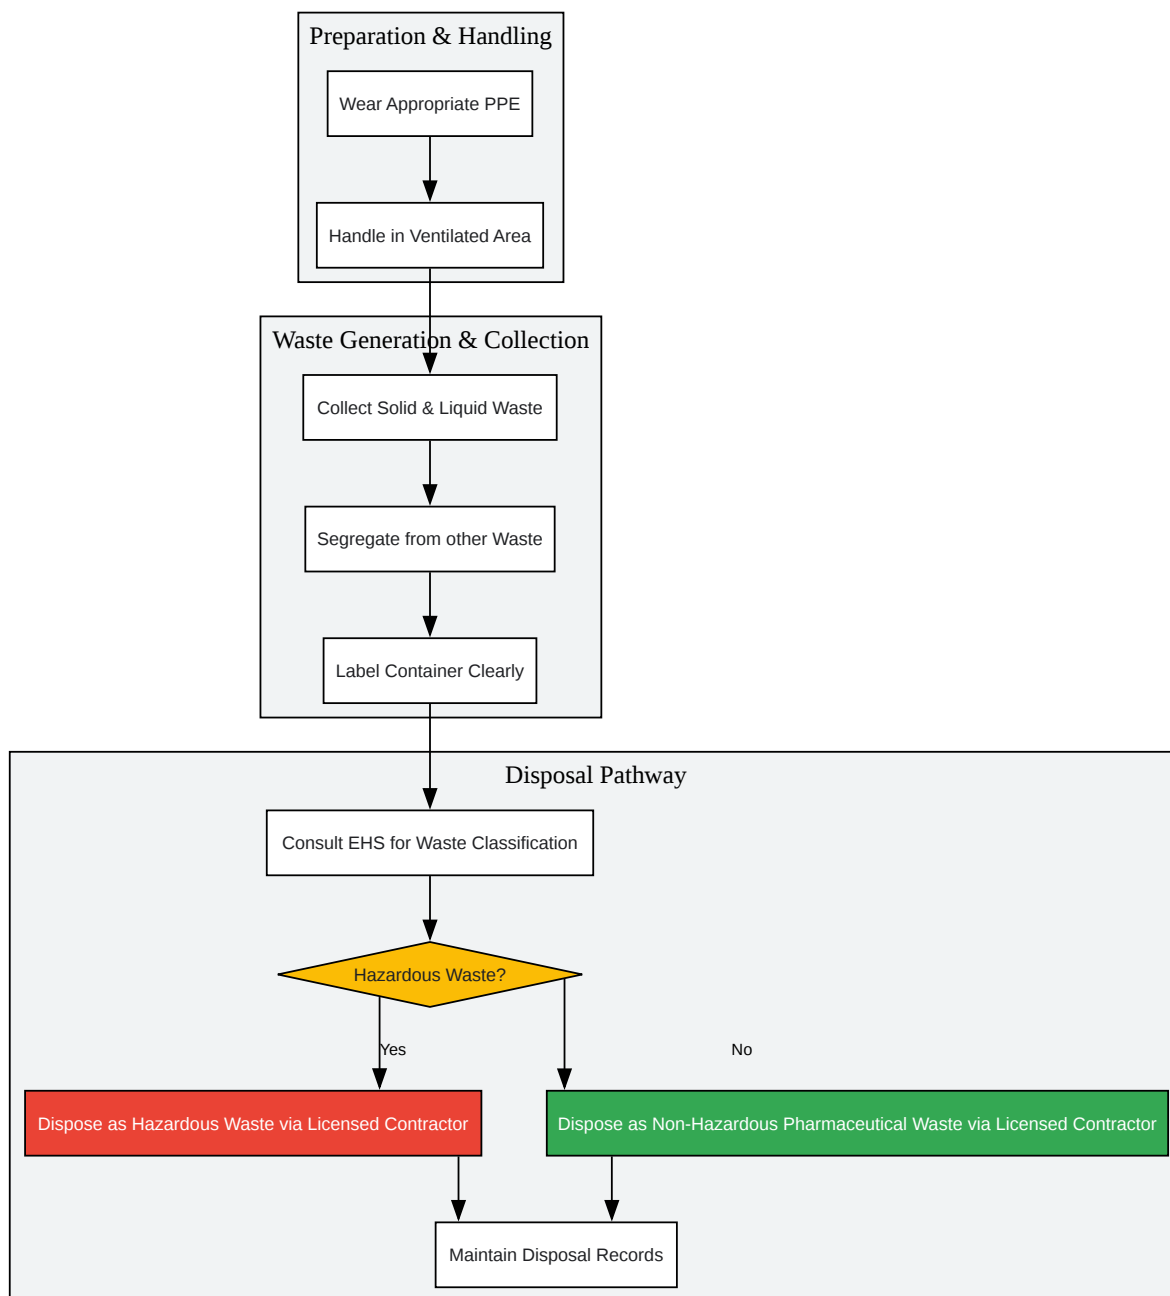 Preparation & Handling
Wear Appropriate PPE
Handle in Ventilated Area
Waste Generation & Collection
Collect Solid & Liquid Waste
Segregate from other Waste
Label Container Clearly
Disposal Pathway
Consult EHS for Waste Classification
Hazardous Waste?
Yes
No
Dispose as Hazardous Waste via Licensed Contractor
Dispose as Non-Hazardous Pharmaceutical Waste via Licensed Contractor
Maintain Disposal Records